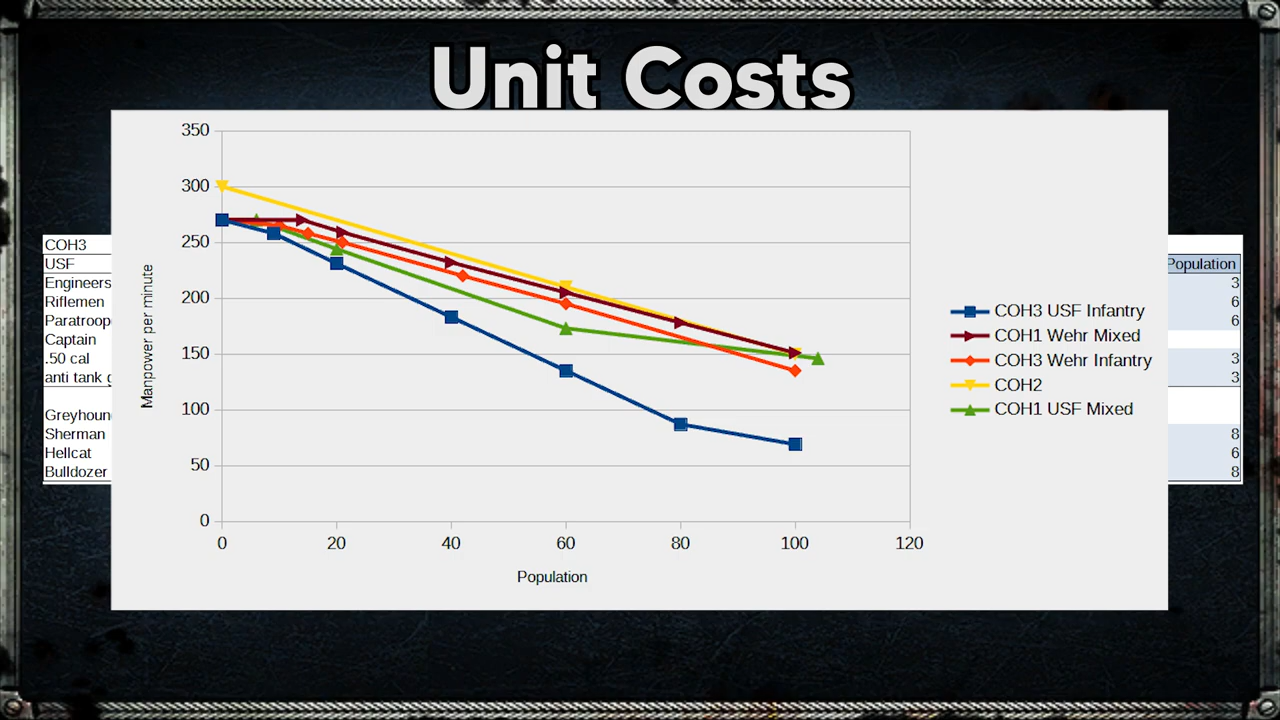 Unit Costs
350
300
250
200
150
100
50
0
0 20 40 60 80 100 120
Manpower per minute
Population
COH3 USF Infantry
COH1 Wehr Mixed
COH3 Wehr Infantry
COH2
COH1 USF Mixed
COH3
USF
Engineers
Riflemen
Paratroop
Captain
.50 cal
anti tank g
Greyhoun
Sherman
Hellcat
Bulldozer
Population
3
6
6
3
3
8
6
8